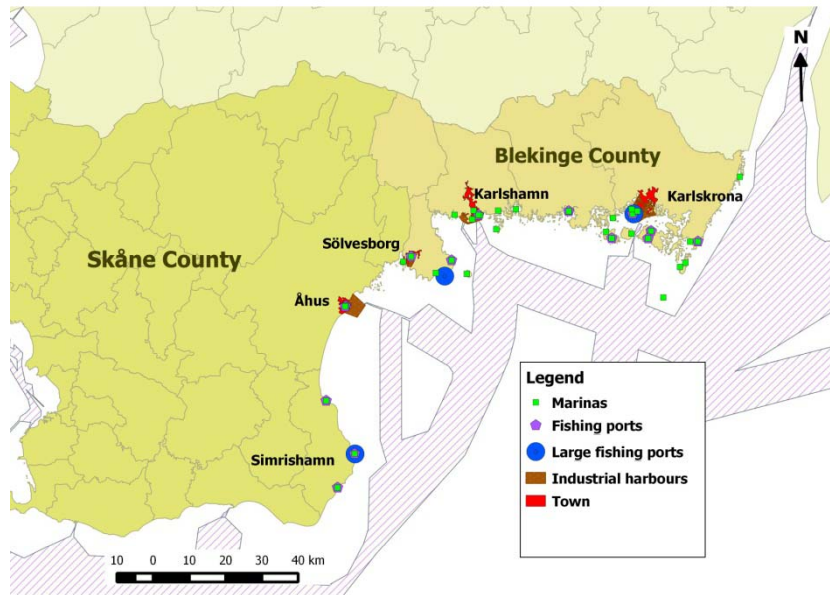 N
Blekinge County
Karlshamn
Karlskrona
Sölvesborg
Skåne County
Åhus
Simrishamn
Legend
Marinas
Fishing ports
Large fishing ports
Industrial harbours
Town
10 0 10 20 30 40 km